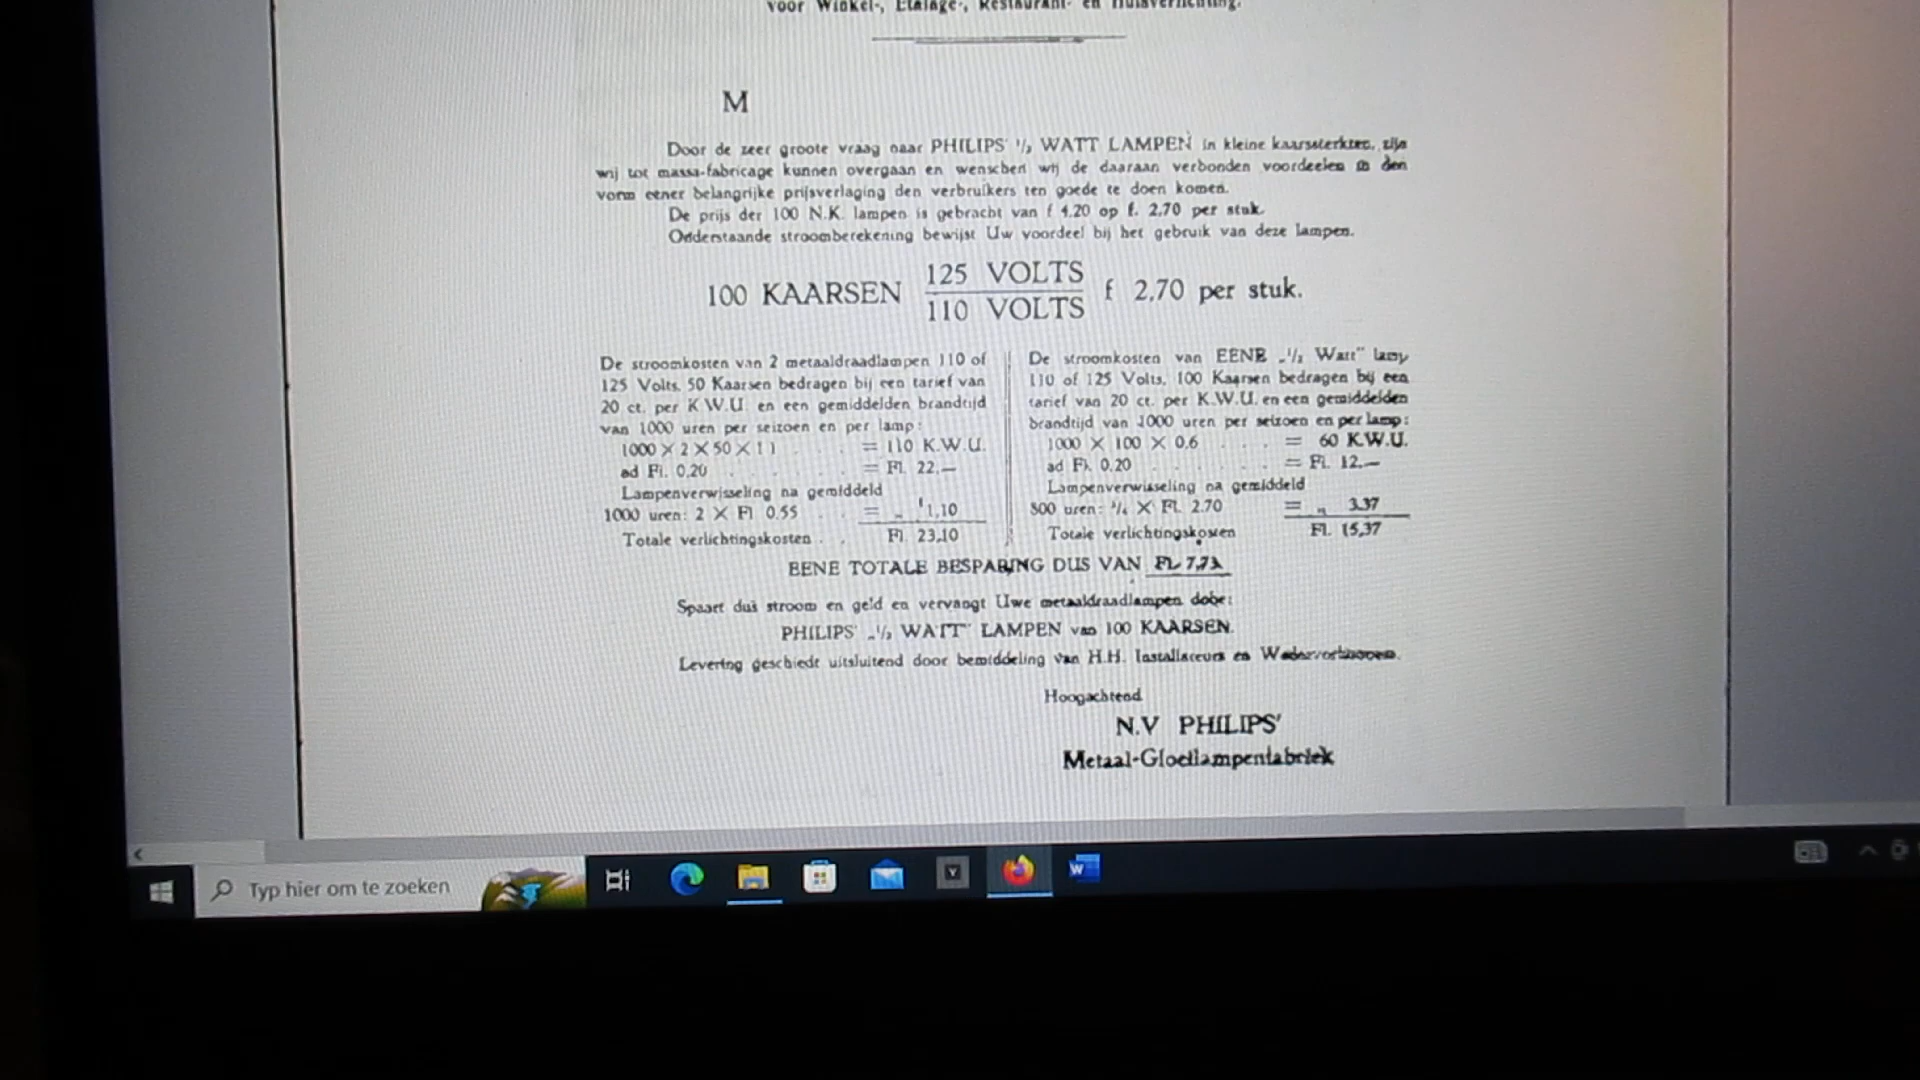 voor Winkel-, Etalage-, Restaurant- en Huisverlichting.
M
Door de zeer groote vraag naar PHILIPS' ½ WATT LAMPEN in kleine kaarssterkten, zijn
wij tot massa-fabricage kunnen overgaan en wenschen wij de daaraan verbonden voordeelen in den
vorm eener belangrijke prijsverlaging den verbruikers ten goede te doen komen.
De prijs der 100 N.K. lampen is gebracht van f 4.20 op f. 2,70 per stuk.
Onderstaande stroomberekening bewijst Uw voordeel bij het gebruik van deze lampen.
100 KAARSEN 125 VOLTS f 2,70 per stuk.
110 VOLTS
De stroomkosten van 2 metaaldraadlampen 110 of
125 Volts, 50 Kaarsen bedragen bij een tarief van
20 ct. per K.W.U. en een gemiddelden brandtijd
van 1000 uren per seizoen en per lamp:
1000 × 2 × 50 × 1 1 . . . = 110 K.W.U.
ad Fl. 0,20 . . . . . = Fl. 22,—
Lampenverwisseling na gemiddeld
1000 uren: 2 × Fl 0.55 . . = „ 1,10
Totale verlichtingskosten . . Fl. 23,10
De stroomkosten van EENE „½ Watt" lamp
110 of 125 Volts, 100 Kaarsen bedragen bij een
tarief van 20 ct. per K.W.U. en een gemiddelden
brandtijd van 1000 uren per seizoen en per lamp:
1000 × 100 × 0.6 . . . = 60 K.W.U.
ad Fl. 0.20 . . . . . . = Fl. 12.—
Lampenverwisseling na gemiddeld
800 uren: × Fl. 2.70 = „ 3.37
Totale verlichtingskosten Fl. 15,37
EENE TOTALE BESPARING DUS VAN FL 7,73
Spaart dus stroom en geld en vervangt Uwe metaaldraadlampen door:
PHILIPS' „½ WATT" LAMPEN van 100 KAARSEN.
Levering geschiedt uitsluitend door bemiddeling van H.H. Installateurs en Wederverkoopers.
Hoogachtend
N.V PHILIPS'
Metaal-Gloeilampenfabriek
Typ hier om te zoeken